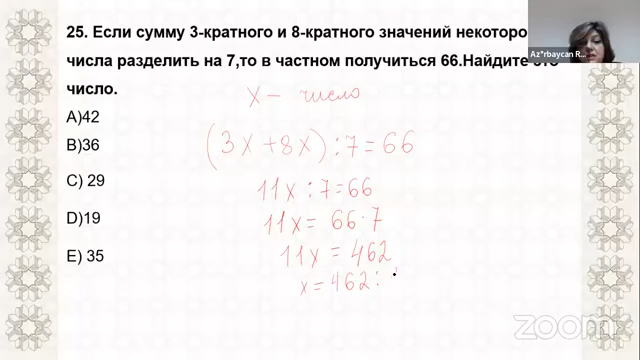 25. Если сумму 3-кратного и 8-кратного значений некоторо
числа разделить на 7,то в частном получиться 66.Найдите это
число.
A)42
B)36
C) 29
D)19
E) 35
x - число
(3x+8x):7=66
11x:7=66
11x=66·7
11x=462
x=462:
Az*rbaycan R...
zoom